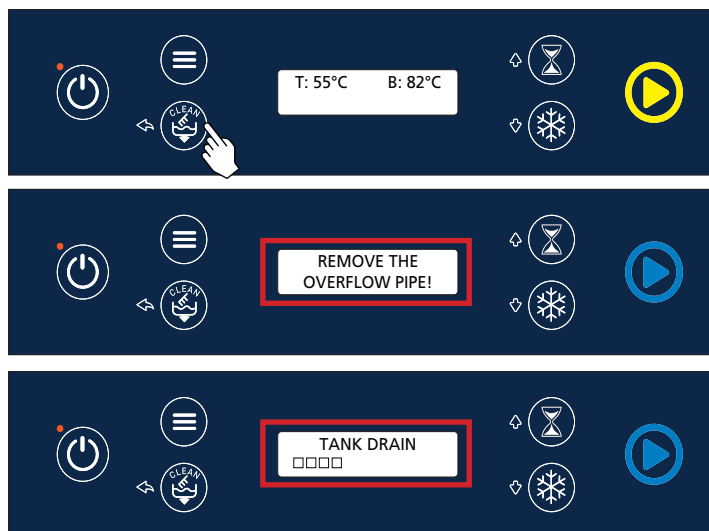 T: 55°C B: 82°C
CLEAN
REMOVE THE
OVERFLOW PIPE!
CLEAN
TANK DRAIN
CLEAN